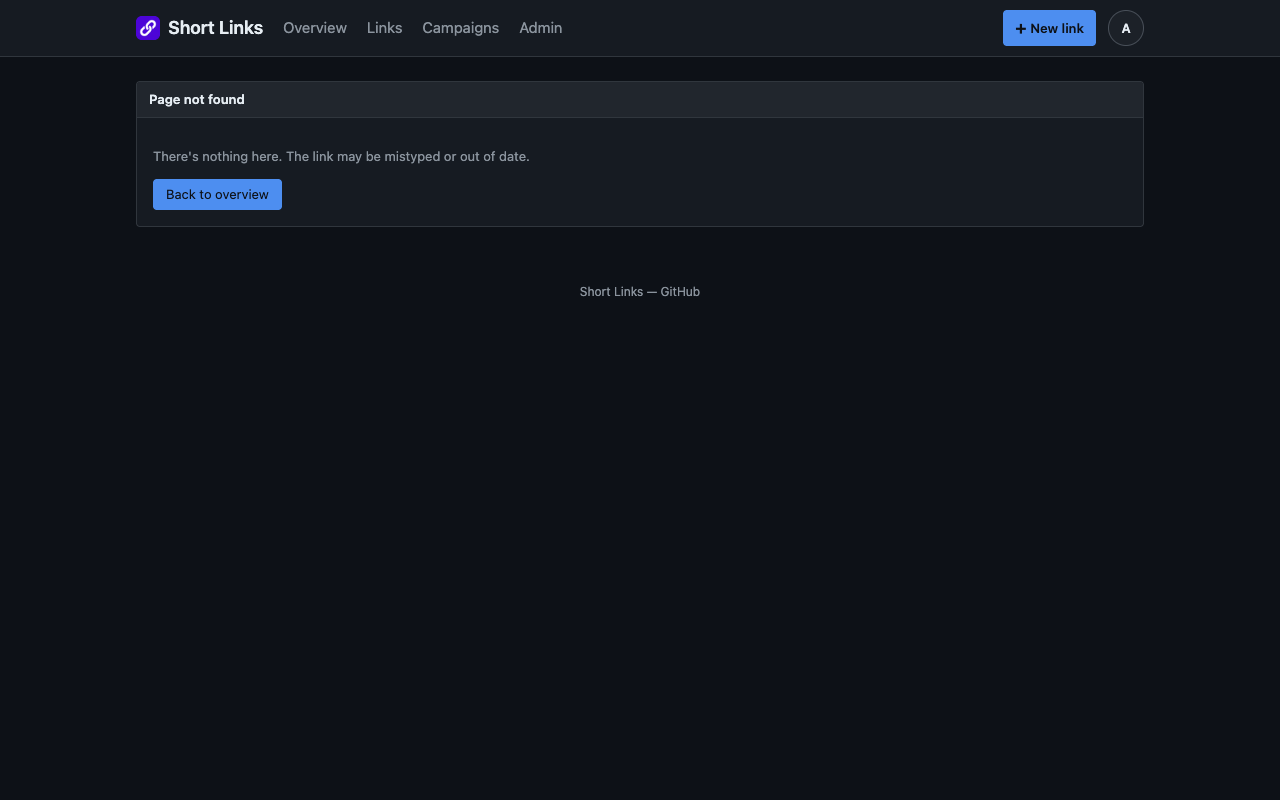 Short Links
Overview
Links
Campaigns
Admin
+ New link
A
Page not found
There's nothing here. The link may be mistyped or out of date.
Back to overview
Short Links — GitHub